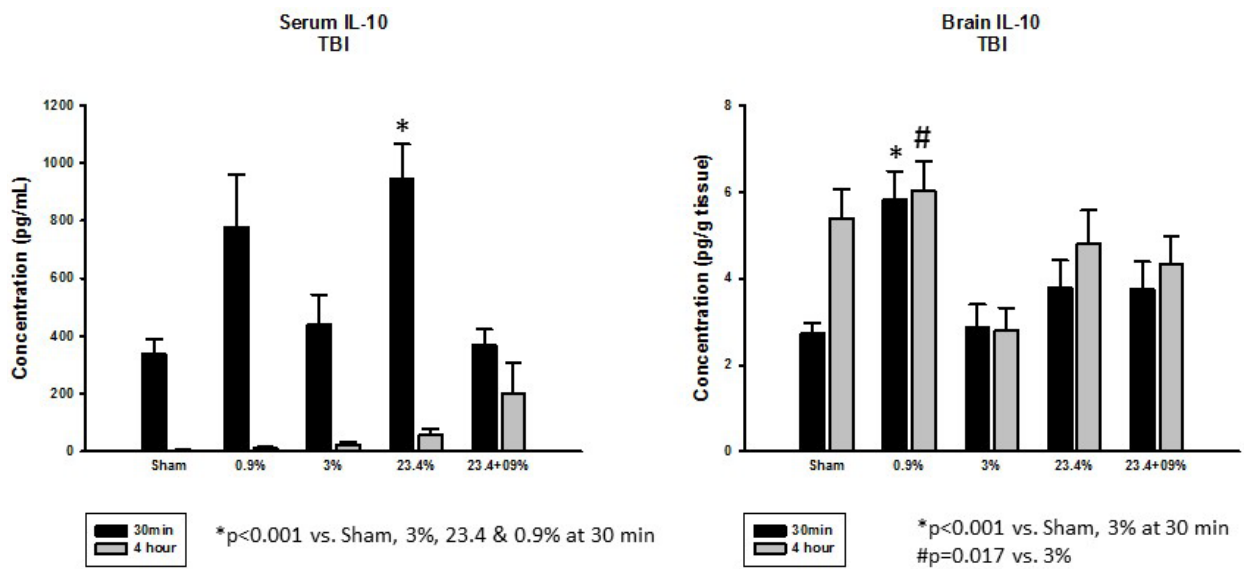 Serum IL-10
TBI
Concentration (pg/mL)
1200
1000
800
600
400
200
0
*
Sham 0.9% 3% 23.4% 23.4+09%
30min
4 hour
*p<0.001 vs. Sham, 3%, 23.4 & 0.9% at 30 min
Brain IL-10
TBI
Concentration (pg/g tissue)
8
6
4
2
0
* #
Sham 0.9% 3% 23.4% 23.4+09%
30min
4 hour
*p<0.001 vs. Sham, 3% at 30 min
#p=0.017 vs. 3%